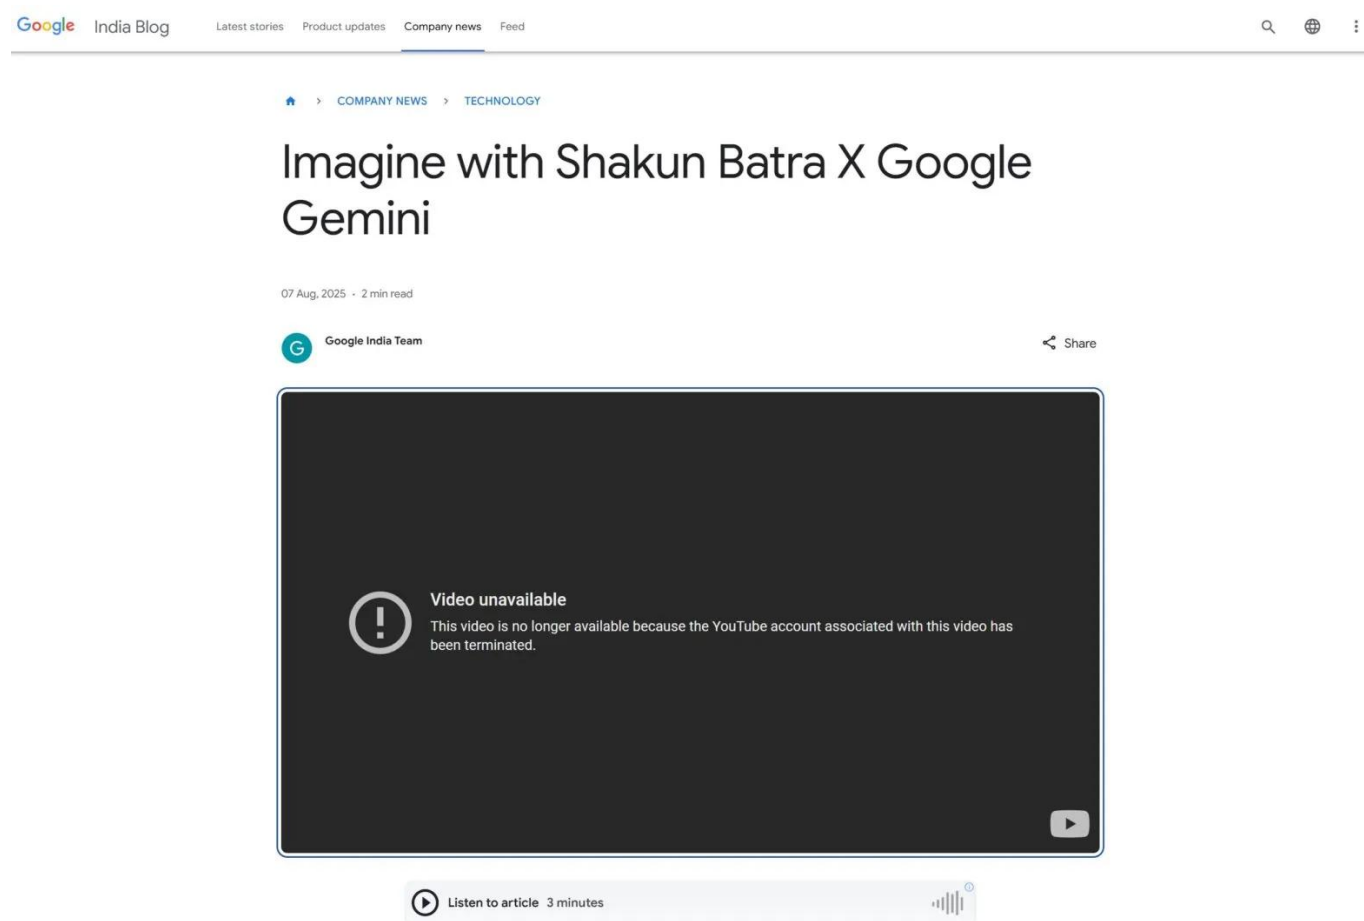 Google India Blog Latest stories Product updates Company news Feed
COMPANY NEWS > TECHNOLOGY
Imagine with Shakun Batra X Google
Gemini
07 Aug, 2025 · 2 min read
G Google India Team Share
Video unavailable
This video is no longer available because the YouTube account associated with this video has
been terminated.
Listen to article 3 minutes